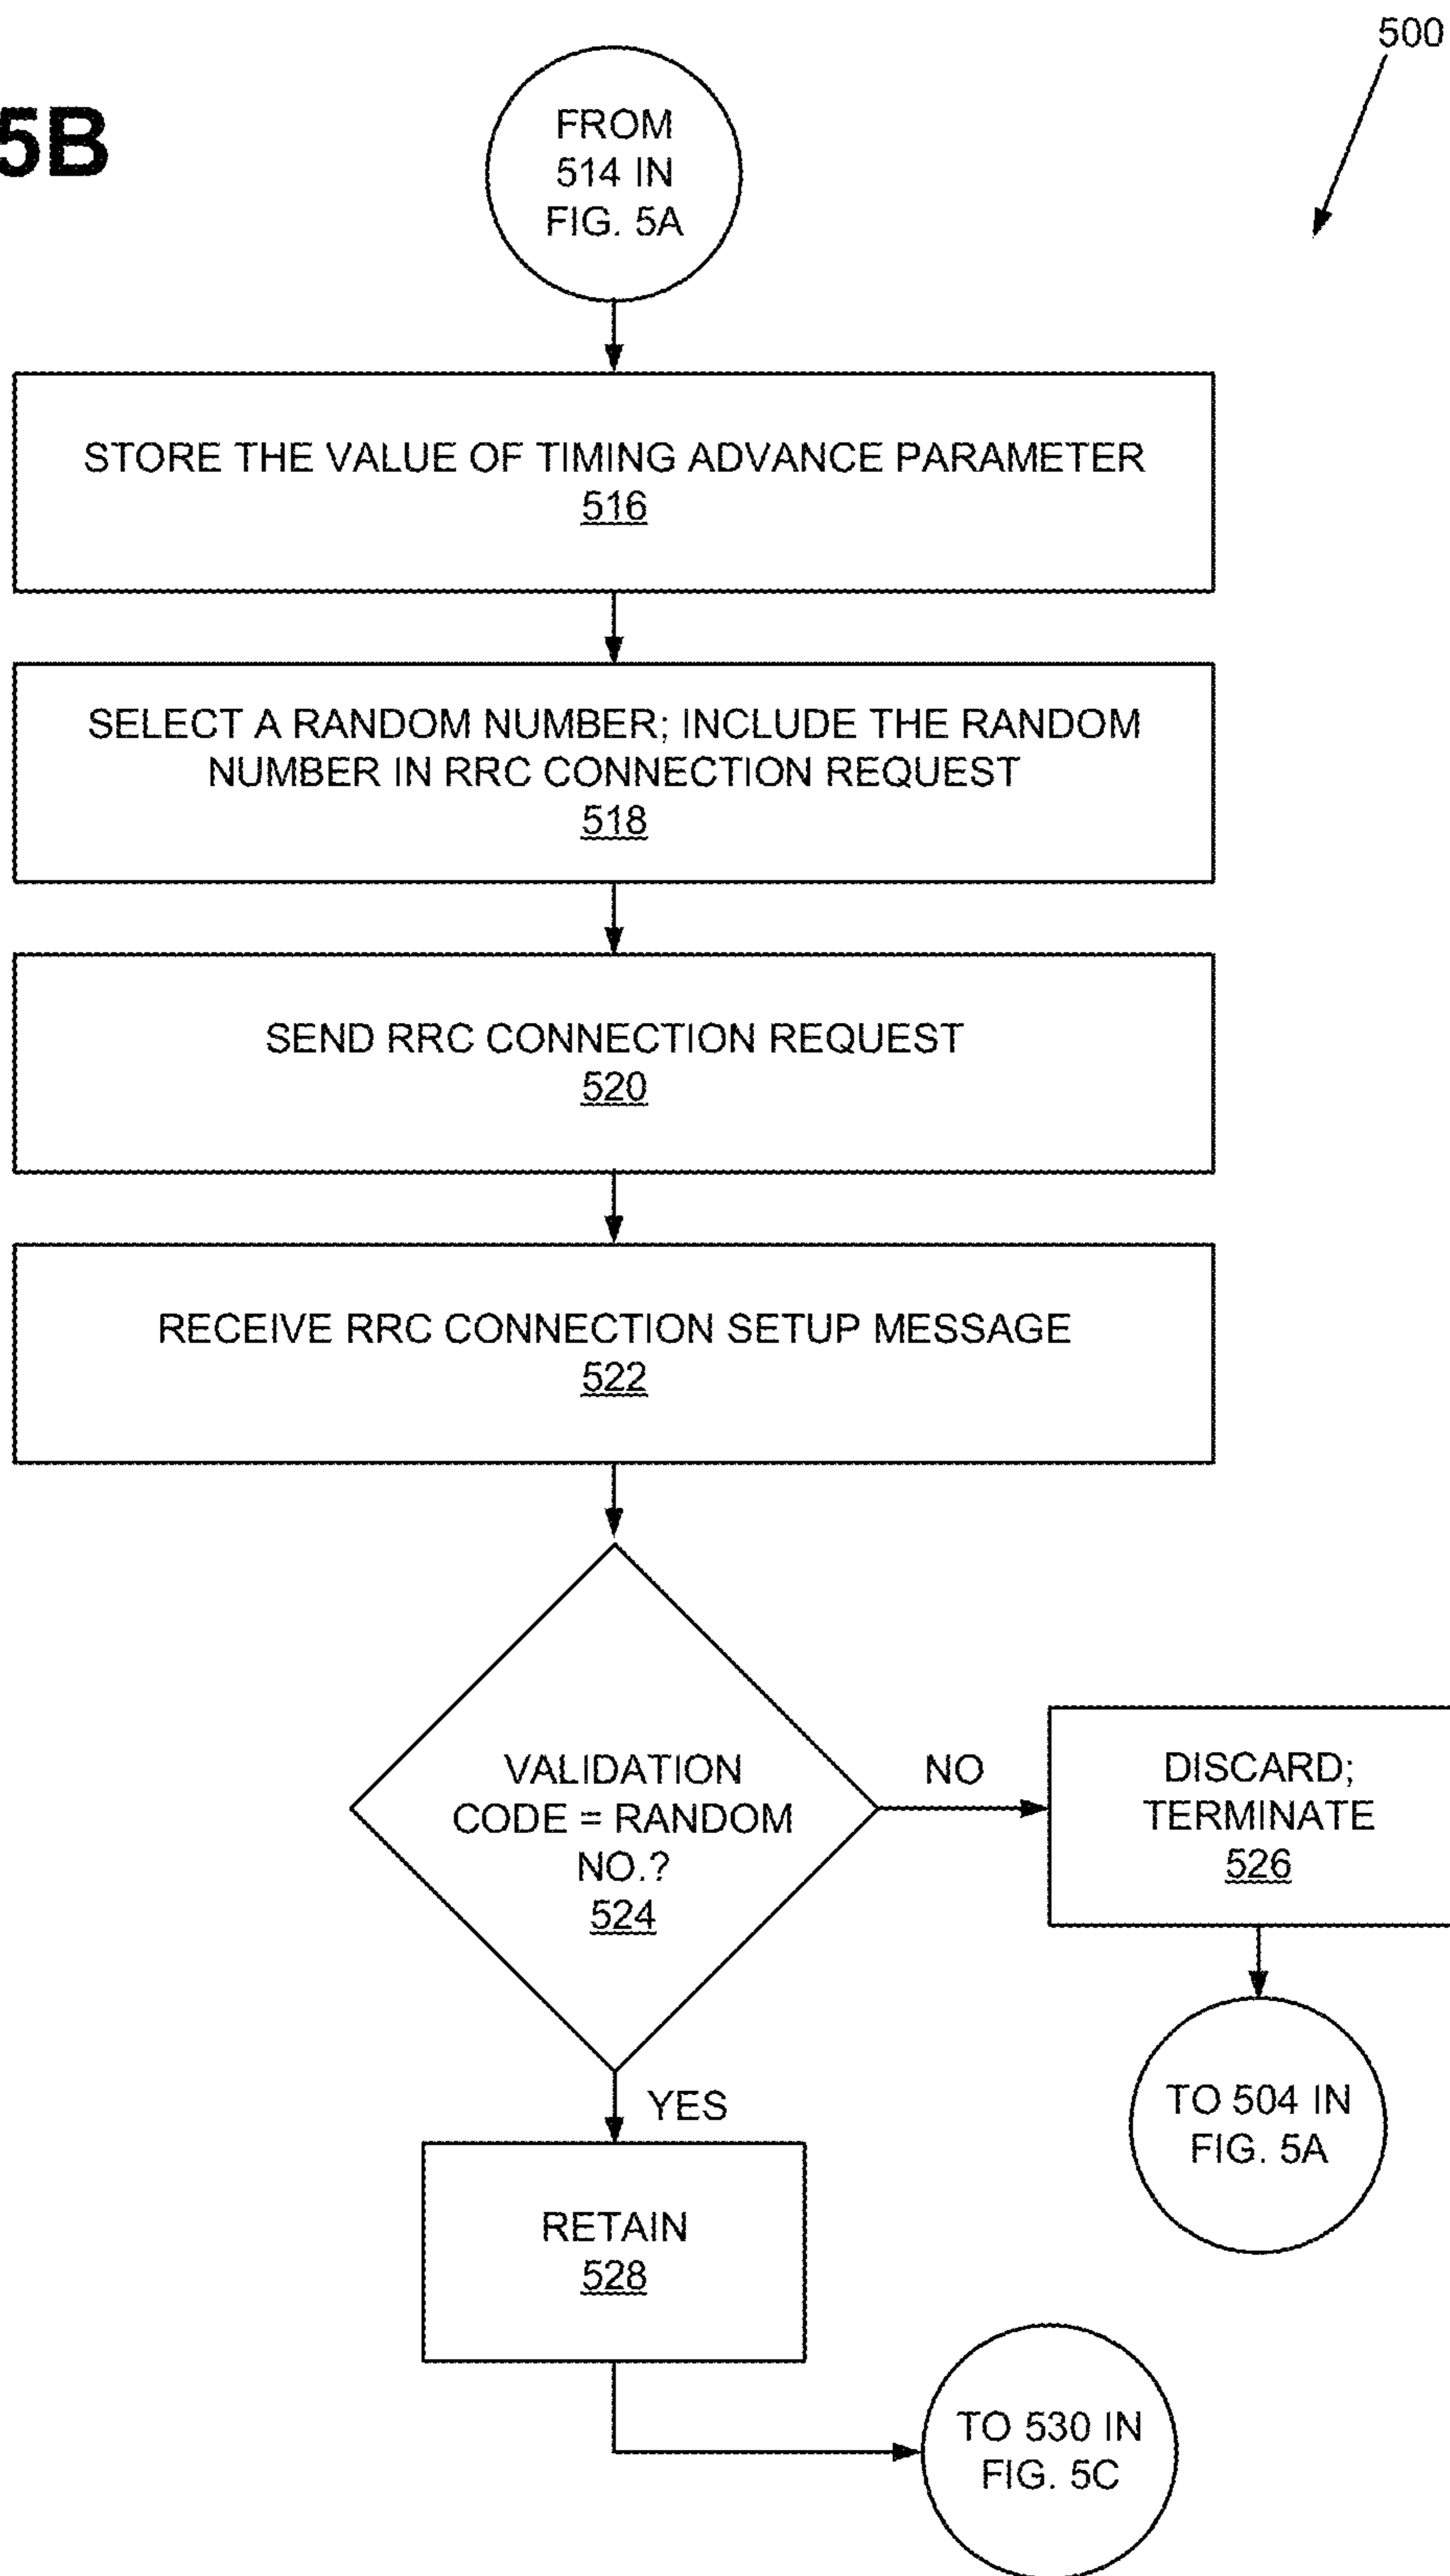 500
5B
FROM
514 IN
FIG. 5A
STORE THE VALUE OF TIMING ADVANCE PARAMETER
516
SELECT A RANDOM NUMBER; INCLUDE THE RANDOM
NUMBER IN RRC CONNECTION REQUEST
518
SEND RRC CONNECTION REQUEST
520
RECEIVE RRC CONNECTION SETUP MESSAGE
522
VALIDATION
CODE = RANDOM
NO.?
524
NO
DISCARD;
TERMINATE
526
TO 504 IN
FIG. 5A
YES
RETAIN
528
TO 530 IN
FIG. 5C